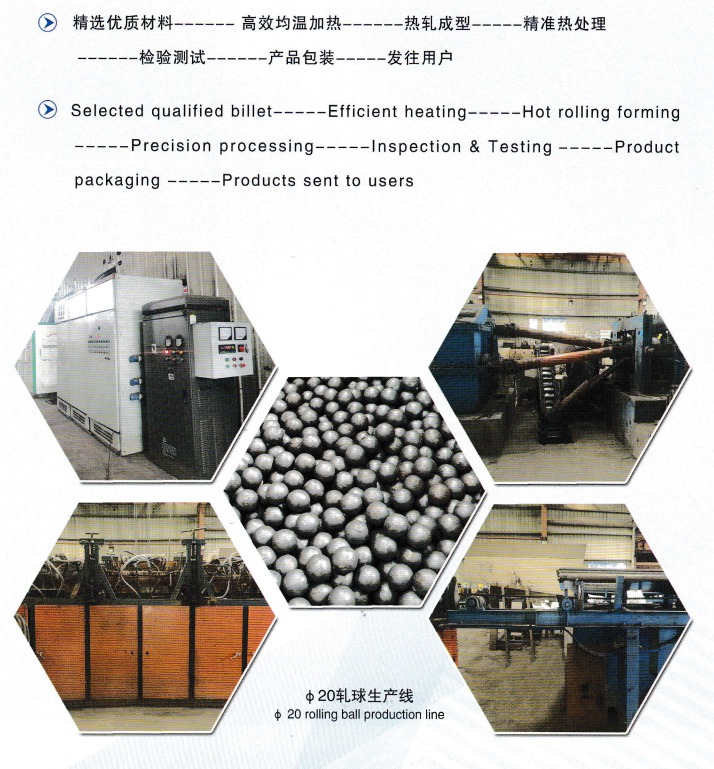 精选优质材料------ 高效均温加热------热轧成型-----精准热处理
------检验测试------产品包装-----发往用户
Selected qualified billet-----Efficient heating-----Hot rolling forming
-----Precision processing-----Inspection & Testing -----Product
packaging -----Products sent to users
ф20轧球生产线
ф 20 rolling ball production line